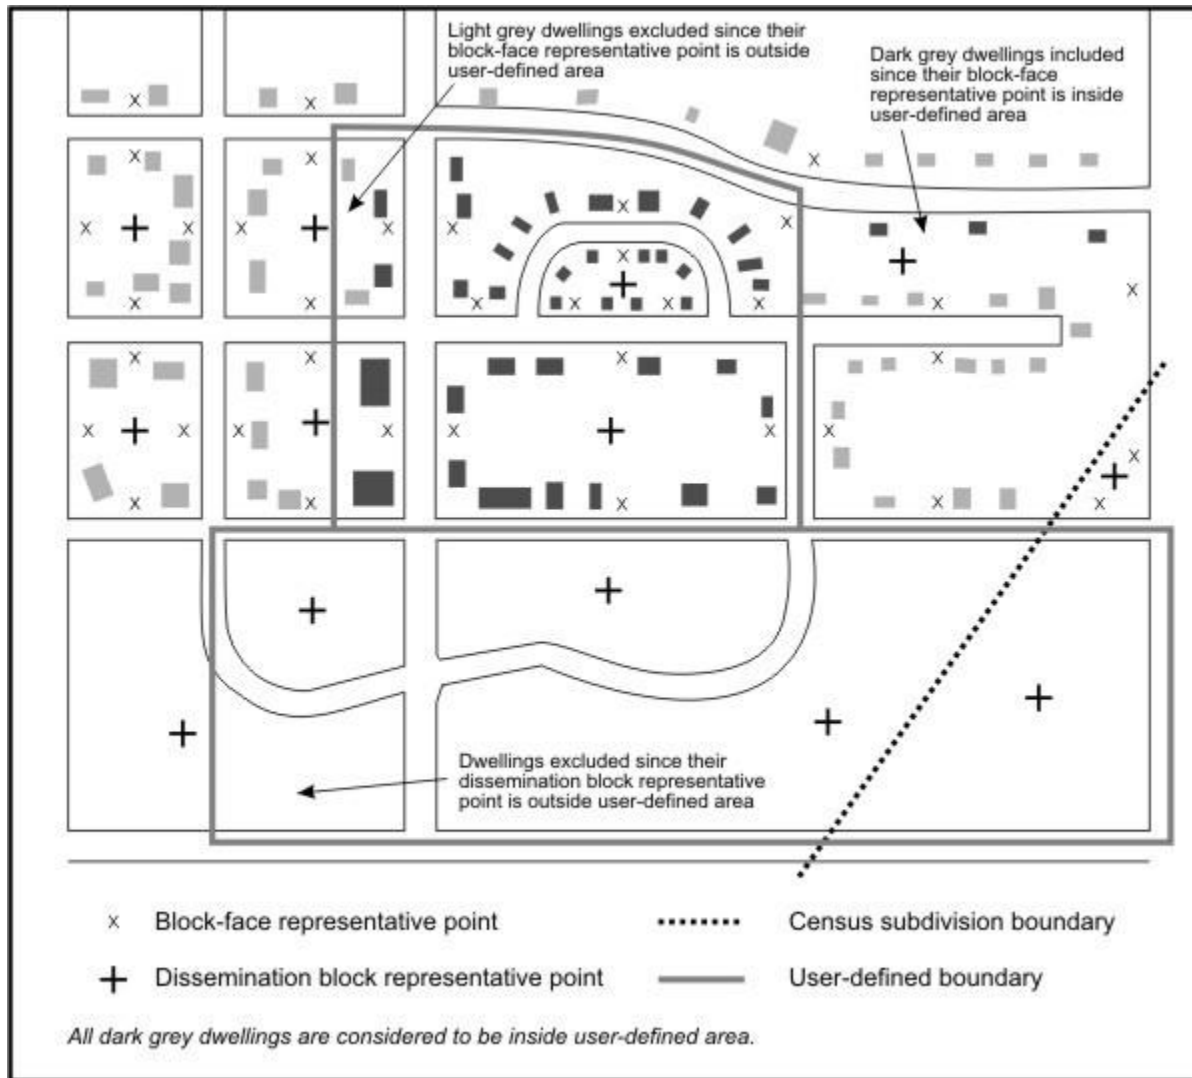 Light grey dwellings excluded since their
block-face representative point is outside
user-defined area
Dark grey dwellings included
since their block-face
representative point is inside
user-defined area
Dwellings excluded since their
dissemination block representative
point is outside user-defined area
x Block-face representative point
Census subdivision boundary
+ Dissemination block representative point
User-defined boundary
All dark grey dwellings are considered to be inside user-defined area.